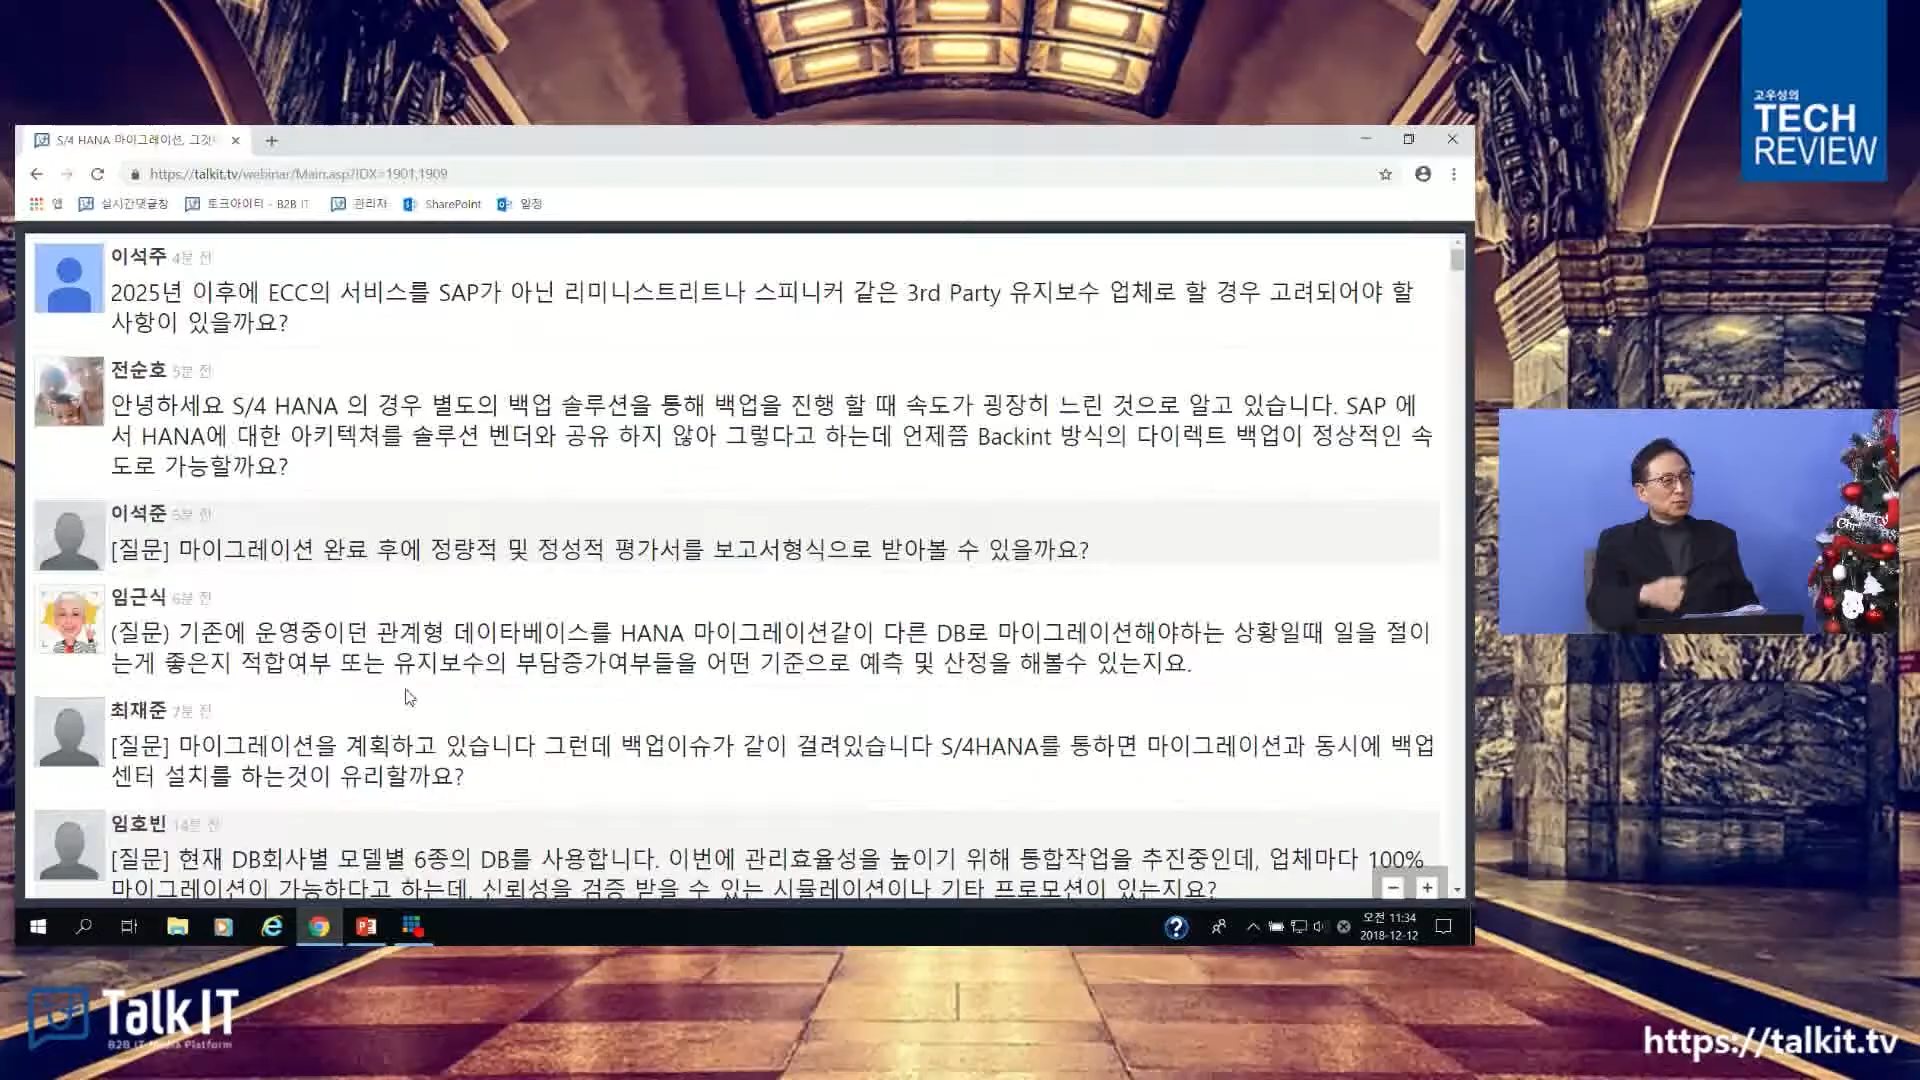 고우성의
TECH
REVIEW
S/4 HANA 마이그레이션, 그것
https://talkit.tv/webinar/Main.asp?IDX=1901,1909
앱
실시간댓글창
토크아이티 - B2B IT
관리자
SharePoint
일정
이석주 4분 전
2025년 이후에 ECC의 서비스를 SAP가 아닌 리미니스트리트나 스피니커 같은 3rd Party 유지보수 업체로 할 경우 고려되어야 할
사항이 있을까요?
전순호 5분 전
안녕하세요 S/4 HANA 의 경우 별도의 백업 솔루션을 통해 백업을 진행 할 때 속도가 굉장히 느린 것으로 알고 있습니다. SAP 에
서 HANA에 대한 아키텍쳐를 솔루션 벤더와 공유 하지 않아 그렇다고 하는데 언제쯤 Backint 방식의 다이렉트 백업이 정상적인 속
도로 가능할까요?
이석준 5분 전
[질문] 마이그레이션 완료 후에 정량적 및 정성적 평가서를 보고서형식으로 받아볼 수 있을까요?
임근식 6분 전
(질문) 기존에 운영중이던 관계형 데이타베이스를 HANA 마이그레이션같이 다른 DB로 마이그레이션해야하는 상황일때 일을 절이
는게 좋은지 적합여부 또는 유지보수의 부담증가여부들을 어떤 기준으로 예측 및 산정을 해볼수 있는지요.
최재준 7분 전
[질문] 마이그레이션을 계획하고 있습니다 그런데 백업이슈가 같이 걸려있습니다 S/4HANA를 통하면 마이그레이션과 동시에 백업
센터 설치를 하는것이 유리할까요?
임호빈 14분 전
[질문] 현재 DB회사별 모델별 6종의 DB를 사용합니다. 이번에 관리효율성을 높이기 위해 통합작업을 추진중인데, 업체마다 100%
마이그레이션이 가능하다고 하는데, 신뢰성을 검증 받을 수 있는 시뮬레이션이나 기타 프로모션이 있는지요?
오전 11:34
2018-12-12
Merry
Talk IT
B2B IT Media Platform
https://talkit.tv